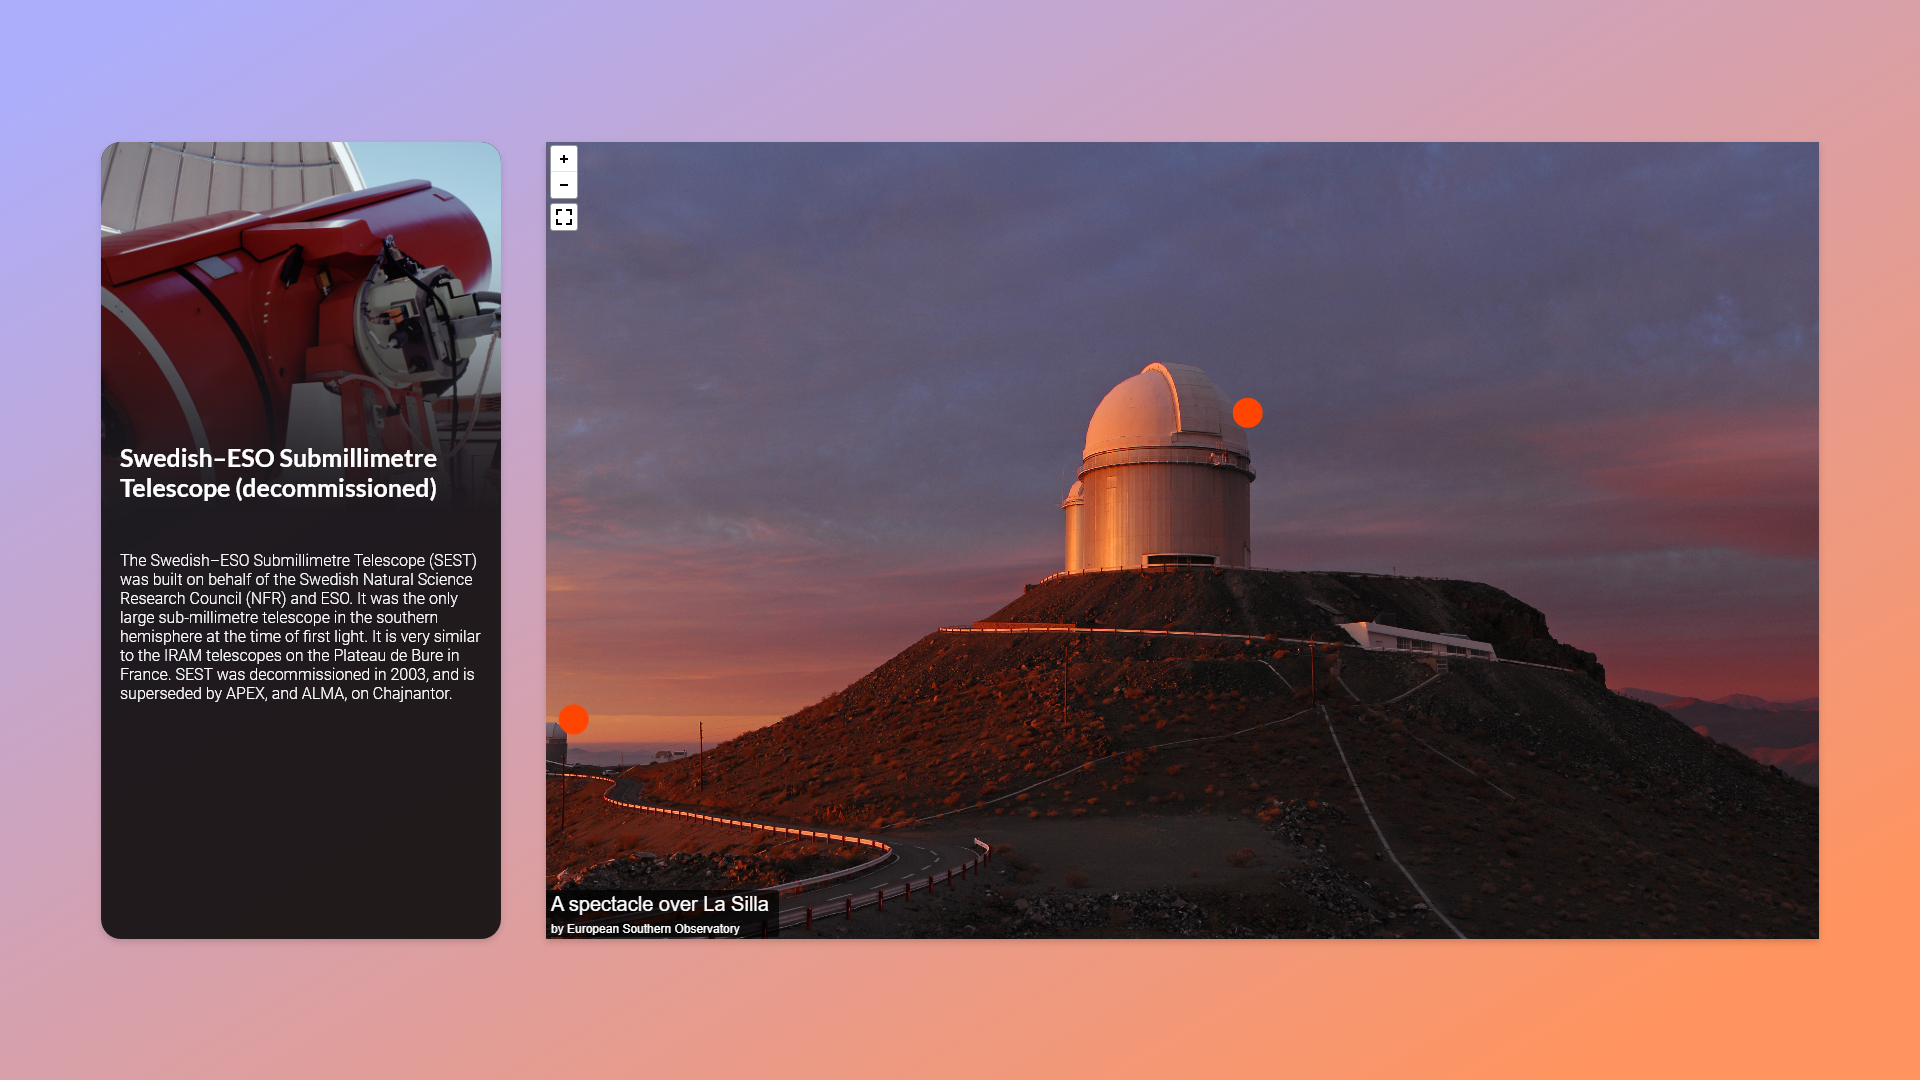 Swedish–ESO Submillimetre
Telescope (decommissioned)
The Swedish–ESO Submillimetre Telescope (SEST)
was built on behalf of the Swedish Natural Science
Research Council (NFR) and ESO. It was the only
large sub-millimetre telescope in the southern
hemisphere at the time of first light. It is very similar
to the IRAM telescopes on the Plateau de Bure in
France. SEST was decommissioned in 2003, and is
superseded by APEX, and ALMA, on Chajnantor.
+
−
A spectacle over La Silla
by European Southern Observatory